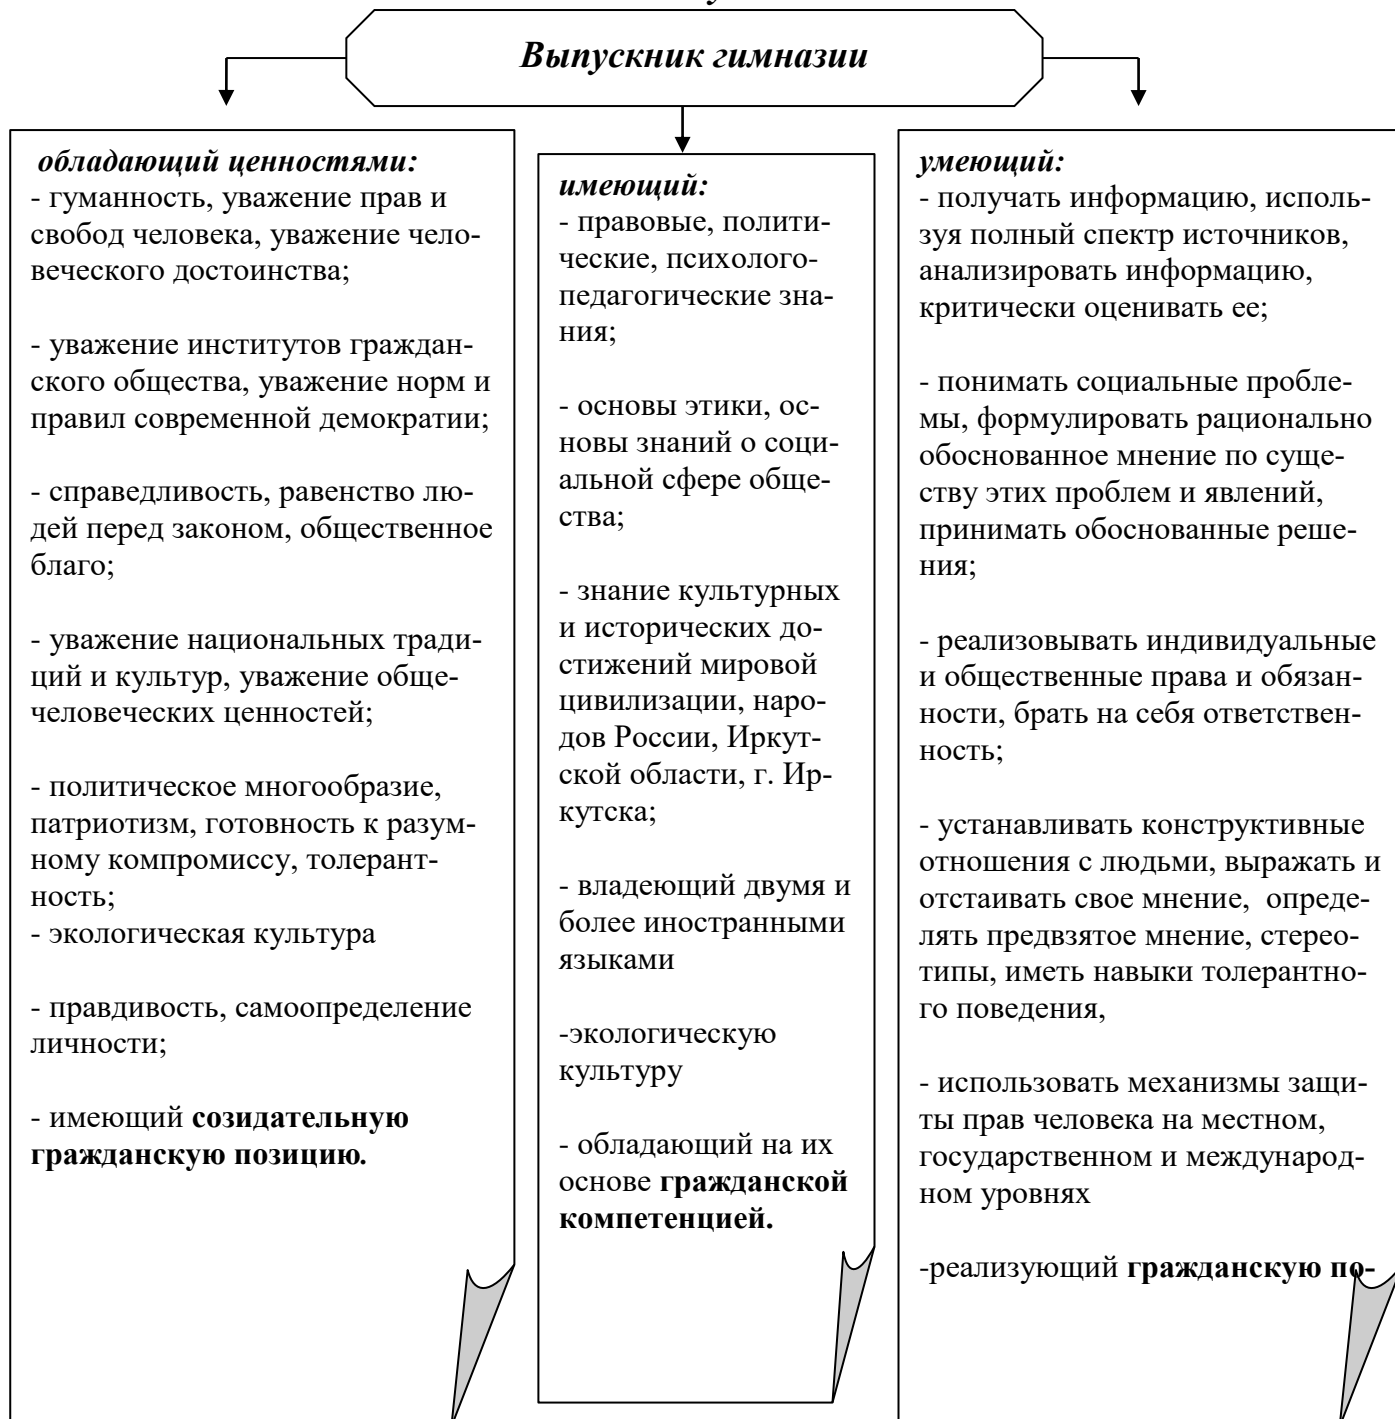 Выпускник гимназии
обладающий ценностями:
- гуманность, уважение прав и
свобод человека, уважение чело-
веческого достоинства;
- уважение институтов граждан-
ского общества, уважение норм и
правил современной демократии;
- справедливость, равенство лю-
дей перед законом, общественное
благо;
- уважение национальных тради-
ций и культур, уважение обще-
человеческих ценностей;
- политическое многообразие,
патриотизм, готовность к разум-
ному компромиссу, толерант-
ность;
- экологическая культура
- правдивость, самоопределение
личности;
- имеющий созидательную
гражданскую позицию.
имеющий:
- правовые, полити-
ческие, психолого-
педагогические зна-
ния;
- основы этики, ос-
новы знаний о соци-
альной сфере обще-
ства;
- знание культурных
и исторических до-
стижений мировой
цивилизации, наро-
дов России, Иркут-
ской области, г. Ир-
кутска;
- владеющий двумя и
более иностранными
языками
-экологическую
культуру
- обладающий на их
основе гражданской
компетенцией.
умеющий:
- получать информацию, исполь-
зуя полный спектр источников,
анализировать информацию,
критически оценивать ее;
- понимать социальные пробле-
мы, формулировать рационально
обоснованное мнение по суще-
ству этих проблем и явлений,
принимать обоснованные реше-
ния;
- реализовывать индивидуальные
и общественные права и обязан-
ности, брать на себя ответствен-
ность;
- устанавливать конструктивные
отношения с людьми, выражать и
отстаивать свое мнение,  опреде-
лять предвзятое мнение, стерео-
типы, иметь навыки толерантно-
го поведения,
- использовать механизмы защи-
ты прав человека на местном,
государственном и международ-
ном уровнях
-реализующий гражданскую по-